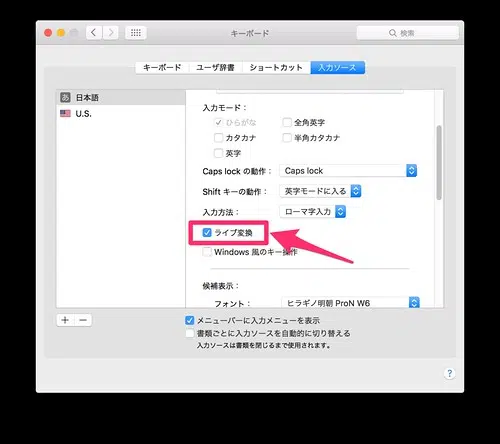 キーボード
検索
キーボード ユーザ辞書 ショートカット 入力ソース
あ 日本語
U.S.
入力モード：
ひらがな 全角英字
カタカナ 半角カタカナ
英字
Caps lock の動作： Caps lock
Shift キーの動作： 英字モードに入る
入力方法： ローマ字入力
ライブ変換
Windows 風のキー操作
候補表示：
フォント： ヒラギノ明朝 ProN W6
+ −
メニューバーに入力メニューを表示
書類ごとに入力ソースを自動的に切り替える
入力ソースは書類を閉じるまで使用されます。
?